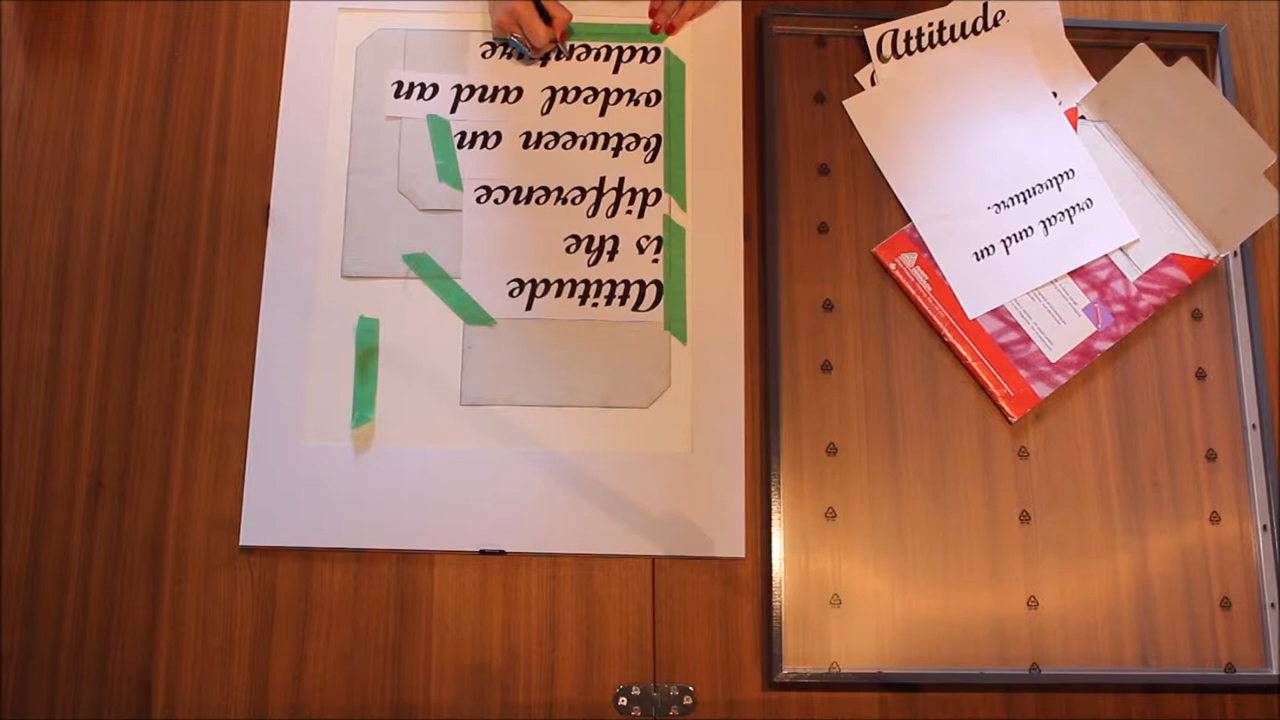 Attitude
is the
difference
between an
ordeal and an
adventure
Attitude
ordeal and an
adventure.